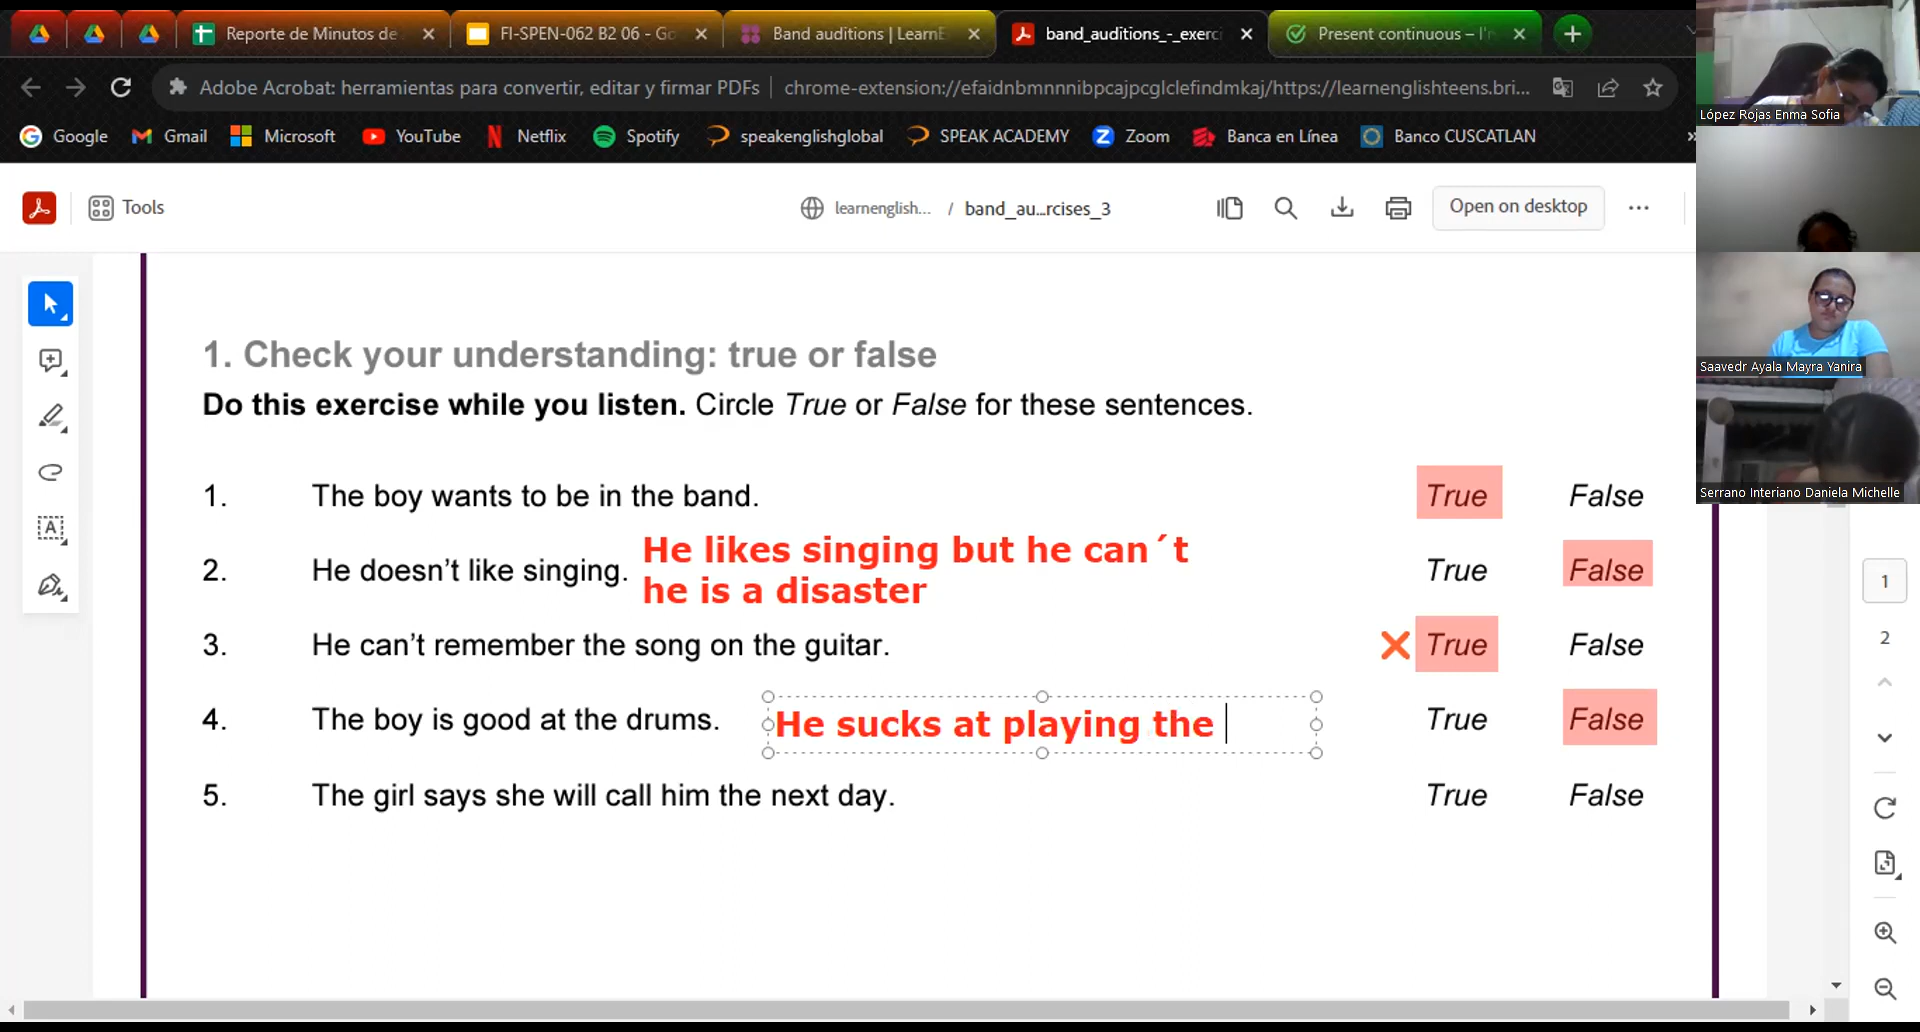 Reporte de Minutos de
FI-SPEN-062 B2 06 - Go
Band auditions | LearnE
band_auditions_-_exerci
Present continuous – I'
Adobe Acrobat: herramientas para convertir, editar y firmar PDFs
chrome-extension://efaidnbmnnnibpcajpcglclefindmkaj/https://learnenglishteens.bri...
Google
Gmail
Microsoft
YouTube
Netflix
Spotify
speakenglishglobal
SPEAK ACADEMY
Zoom
Banca en Línea
Banco CUSCATLAN
»
López Rojas Enma Sofia
Tools
learnenglish... / band_au...rcises_3
Open on desktop
1. Check your understanding: true or false
Do this exercise while you listen. Circle True or False for these sentences.
1. The boy wants to be in the band. True False
2. He doesn't like singing. True False
He likes singing but he can´t
he is a disaster
3. He can't remember the song on the guitar. True False
4. The boy is good at the drums. He sucks at playing the True False
5. The girl says she will call him the next day. True False
Saavedr Ayala Mayra Yanira
Serrano Interiano Daniela Michelle
1
2